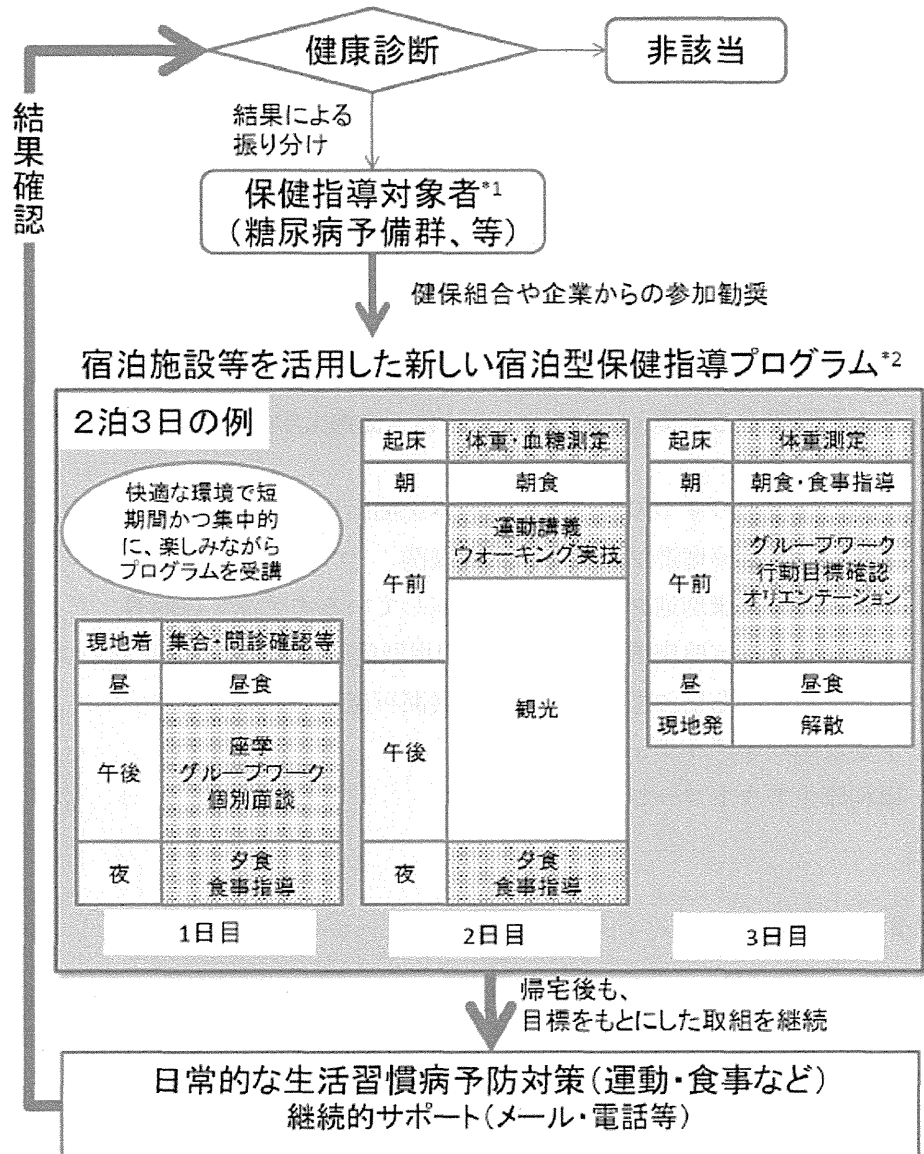 健康診断
非該当
結果による
振り分け
結果確認
保健指導対象者*1
(糖尿病予備群、等)
健保組合や企業からの参加勧奨
宿泊施設等を活用した新しい宿泊型保健指導プログラム*2
2泊3日の例
快適な環境で短
期間かつ集中的
に、楽しみながら
プログラムを受講
現地着 集合・問診確認等
昼 昼食
午後
座学
グループワーク
個別面談
夜
夕食
食事指導
1日目
起床 体重・血糖測定
朝 朝食
午前
運動講義
ウォーキング実技
観光
午後
夜
夕食
食事指導
2日目
起床 体重測定
朝 朝食・食事指導
午前
グループワーク
行動目標確認
オリエンテーション
昼 昼食
現地発 解散
3日目
帰宅後も、
目標をもとにした取組を継続
日常的な生活習慣病予防対策(運動・食事など)
継続的サポート(メール・電話等)